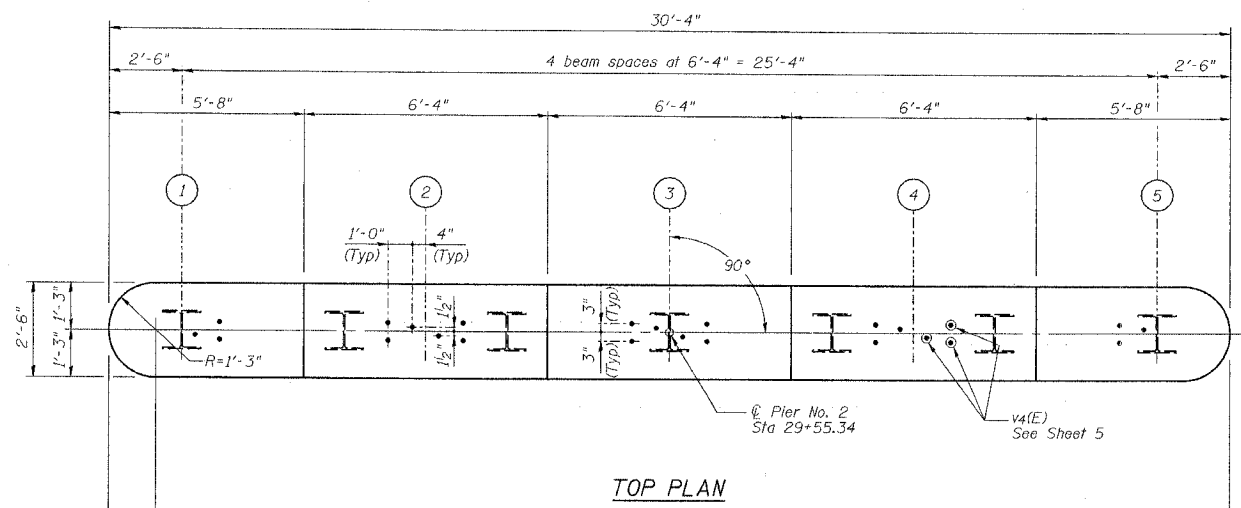 30'-4"
2'-6"
4 beam spaces at 6'-4" = 25'-4"
2'-6"
5'-8"
6'-4"
6'-4"
6'-4"
5'-8"
1
2
3
4
5
1'-0"
(Typ)
4"
(Typ)
90°
2'-6"
1'-3"
1'-3"
R=1'-3"
1½"
1½"
3"
(Typ)
3"
(Typ)
℄ Pier No. 2
Sta 29+55.34
v4(E)
See Sheet 5
TOP PLAN